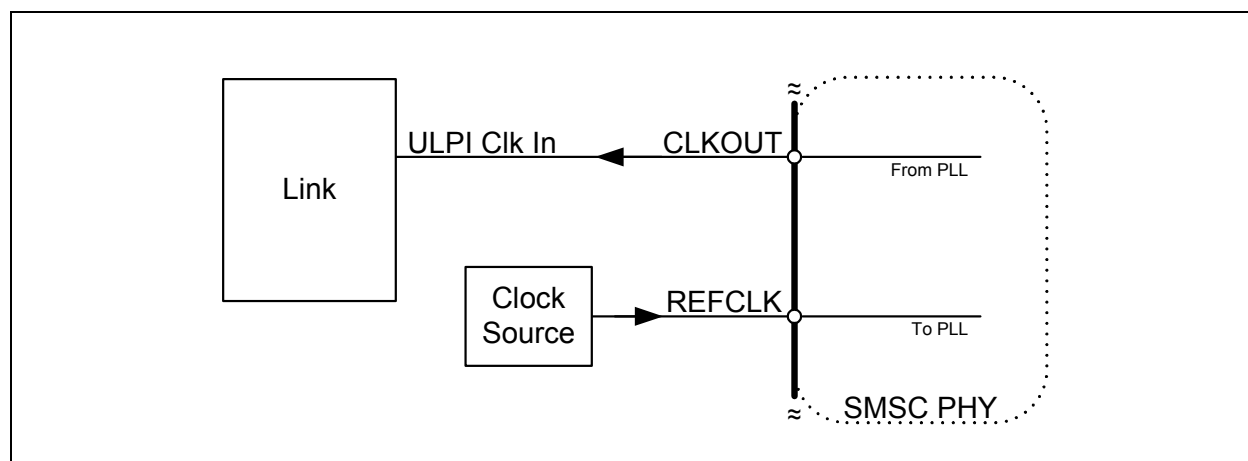 ULPI Clk In
CLKOUT
From PLL
Link
Clock
Source
REFCLK
To PLL
SMSC PHY